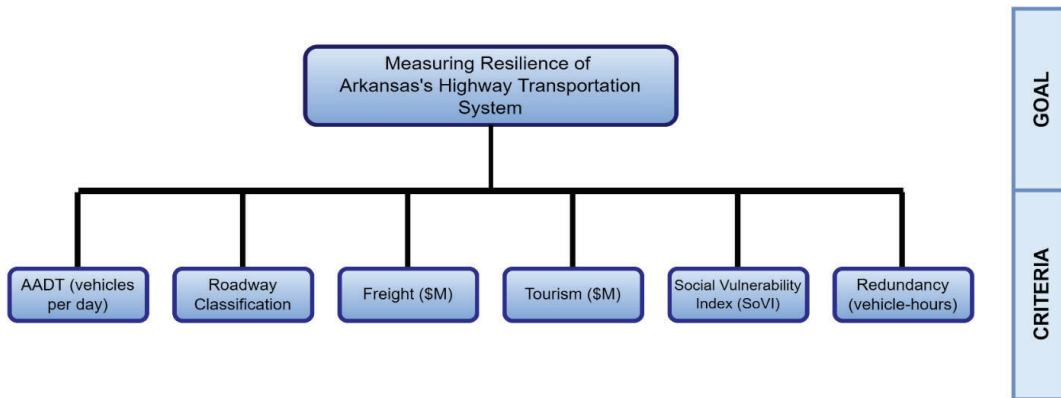 Measuring Resilience of
Arkansas's Highway Transportation
System
GOAL
AADT (vehicles
per day)
Roadway
Classification
Freight ($M)
Tourism ($M)
Social Vulnerability
Index (SoVI)
Redundancy
(vehicle-hours)
CRITERIA